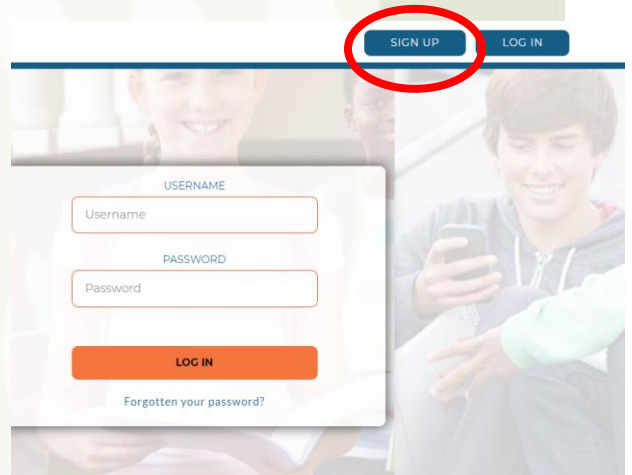 SIGN UP LOG IN
USERNAME
Username
PASSWORD
Password
LOG IN
Forgotten your password?